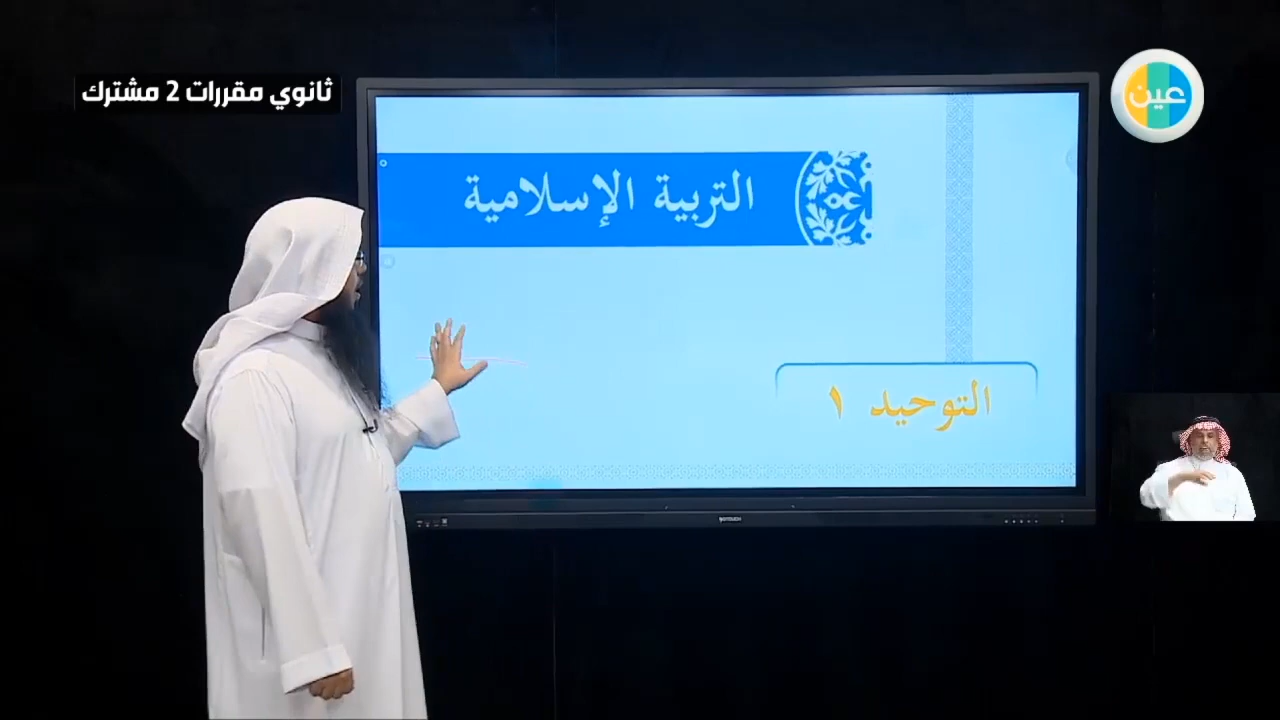 ثانوي مقررات 2 مشترك
عين
التربية الإسلامية
التوحيد ١